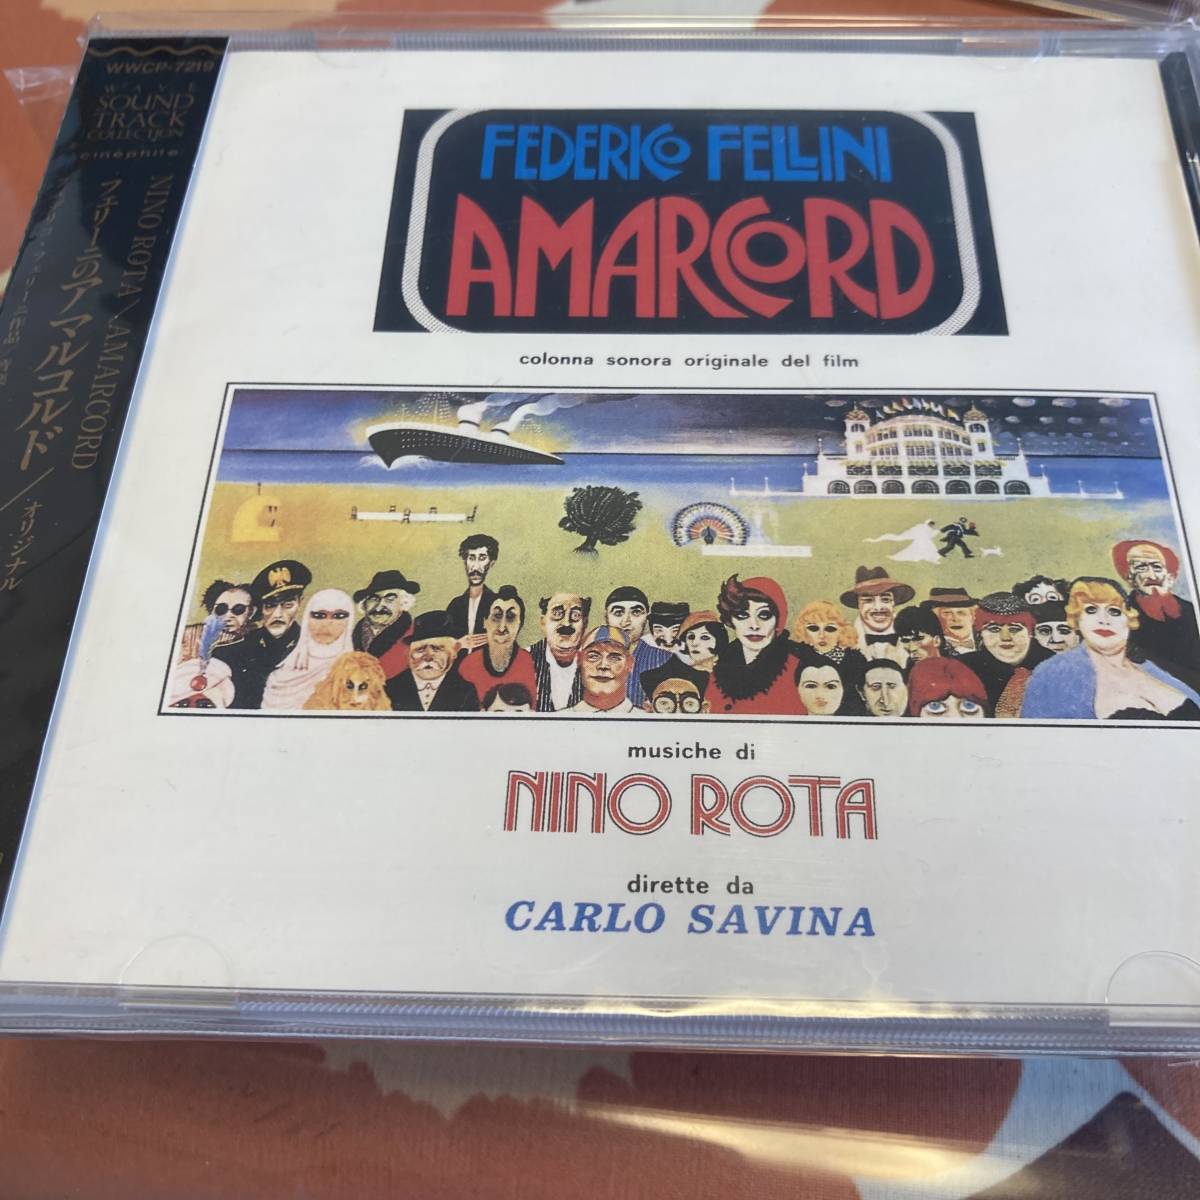 WWCP-7219
WAVE
SOUND
TRACK
COLLECTION
cinéphile
NINO ROTA / AMARCORD
フェリーニのアマルコルド／オリジナル
FEDERICO FELLINI
AMARCORD
colonna sonora originale del film
musiche di
NINO ROTA
dirette da
CARLO SAVINA